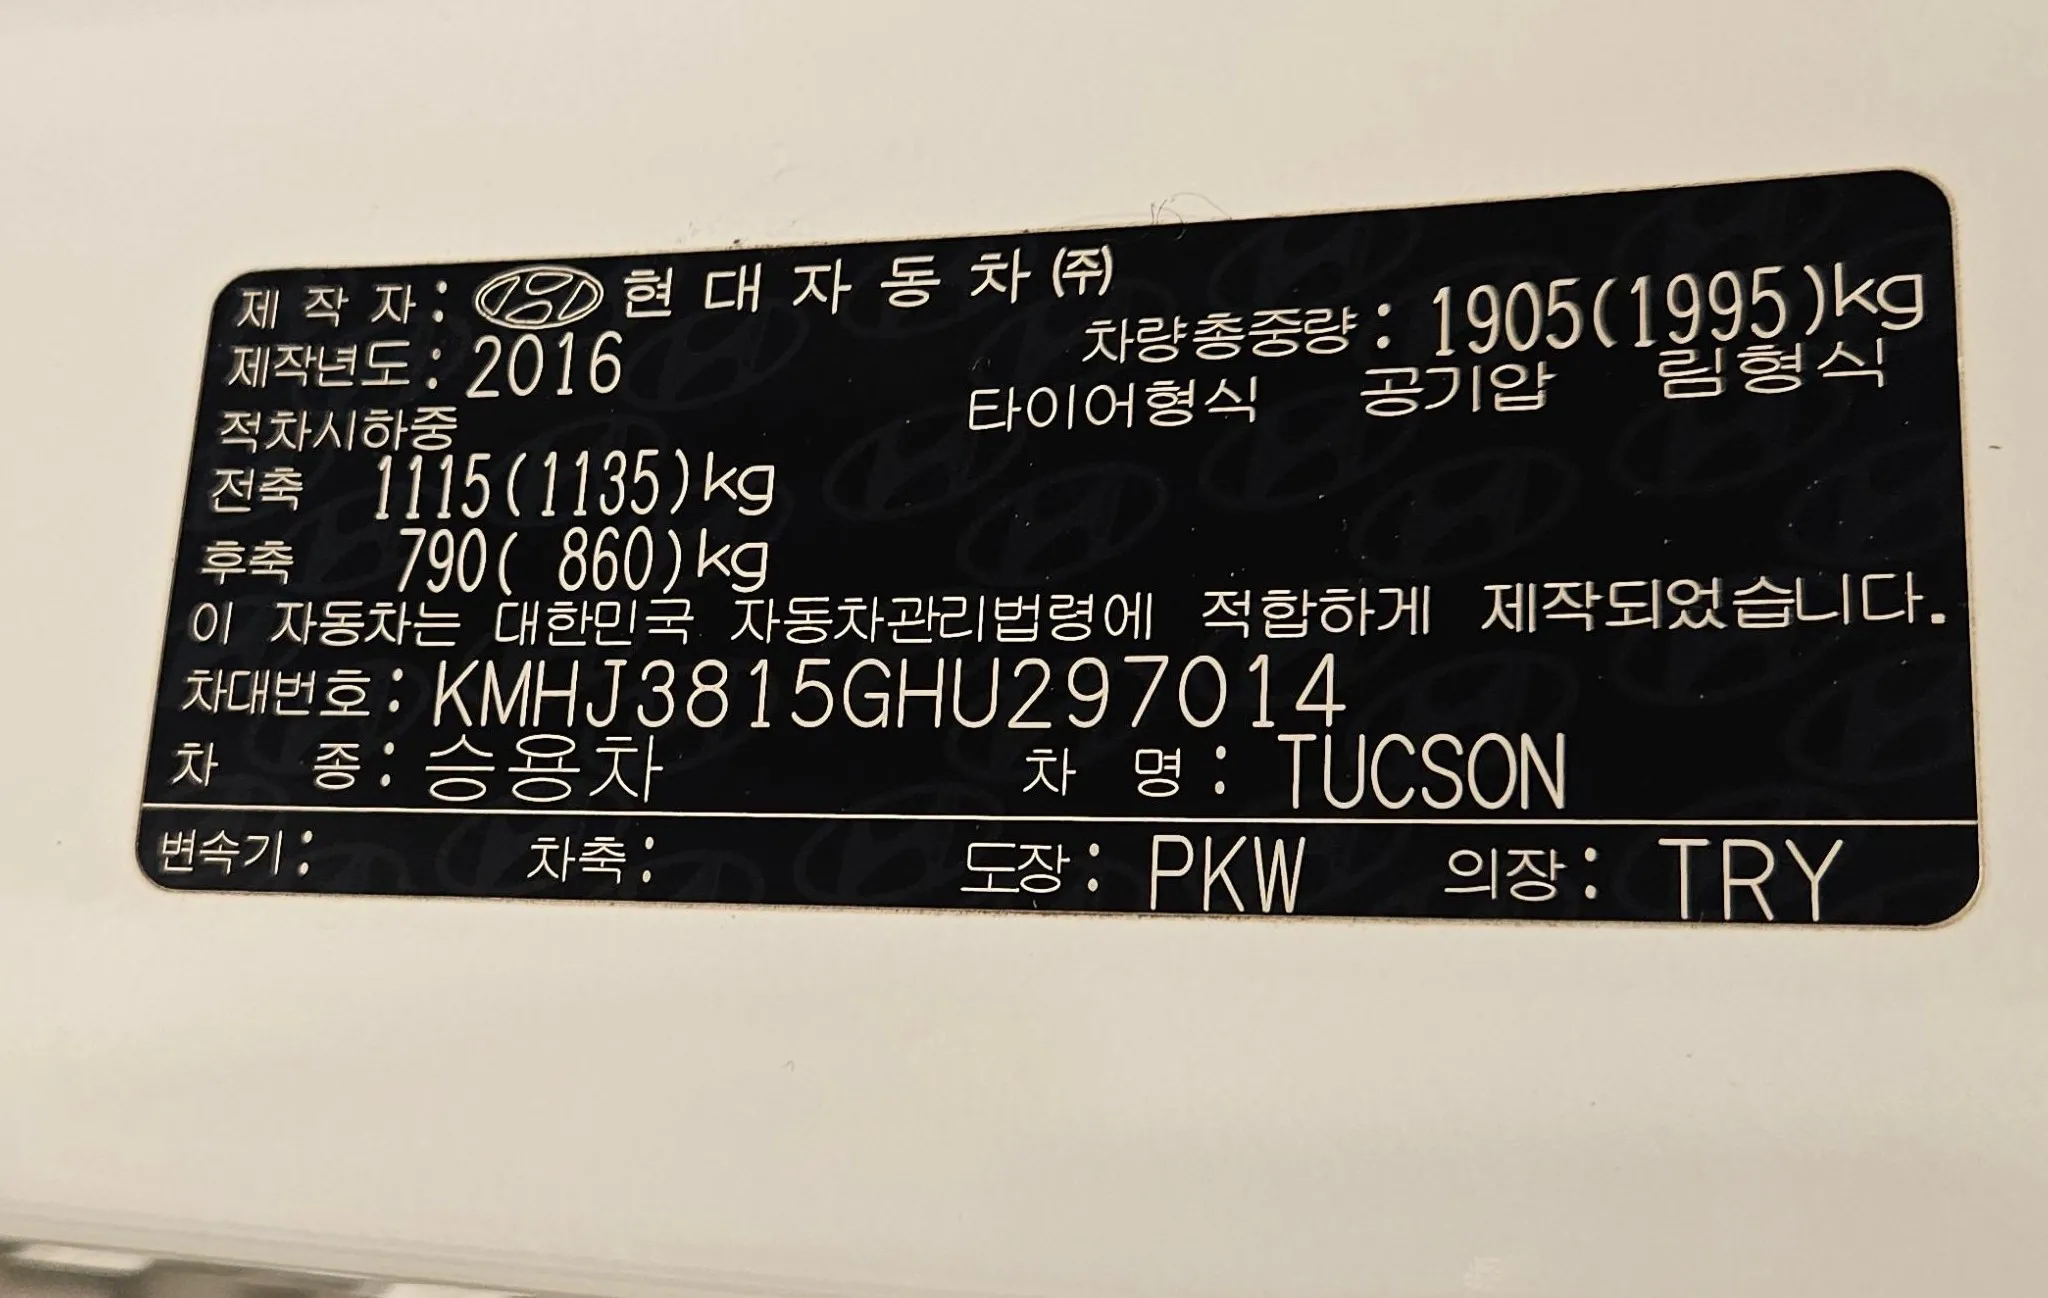 제 작 자 : 현 대 자 동 차 (주)
제작년도 : 2016 차량총중량 : 1905(1995)kg
적차시하중 타이어형식 공기압 림형식
전축 1115(1135)kg
후축 790( 860)kg
이 자동차는 대한민국 자동차관리법령에 적합하게 제작되었습니다.
차대번호 : KMHJ3815GHU297014
차 종 : 승용차 차 명 : TUCSON
변속기 : 차축 : 도장 : PKW 의장 : TRY